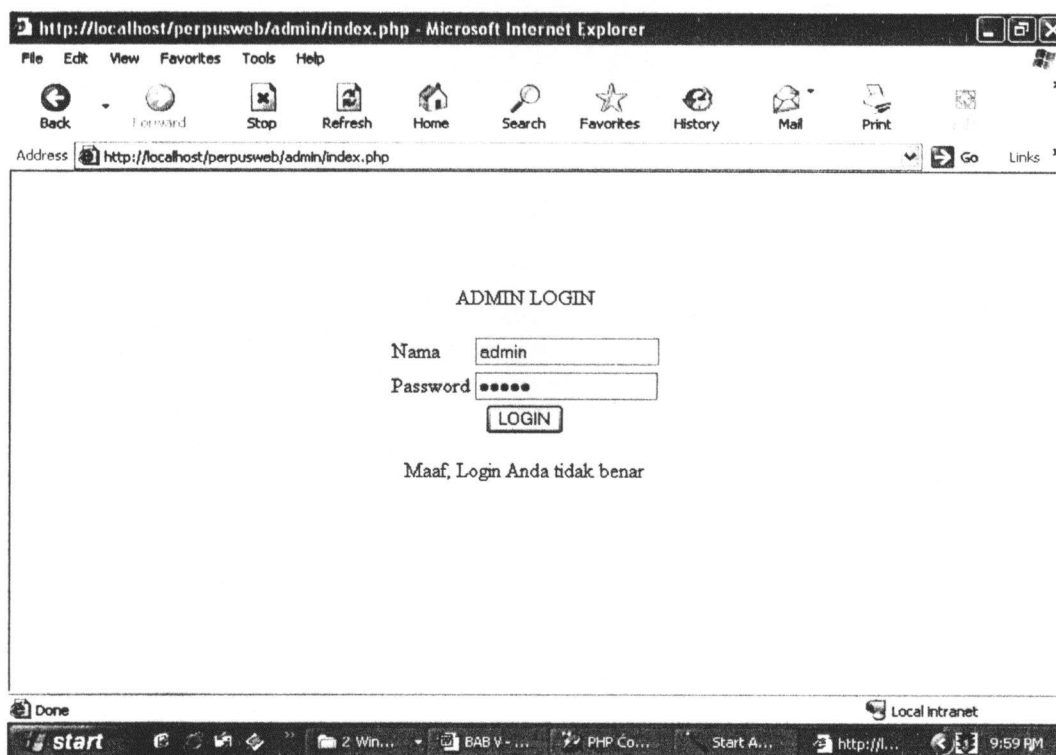 http://localhost/perpusweb/admin/index.php - Microsoft Internet Explorer
File Edit View Favorites Tools Help
Back Forward Stop Refresh Home Search Favorites History Mail Print
Address http://localhost/perpusweb/admin/index.php Go Links
ADMIN LOGIN
Nama admin
Password •••••
LOGIN
Maaf, Login Anda tidak benar
Done Local intranet
start 2 Win... BAB V - ... PHP Co... Start A... http://l... 9:59 PM